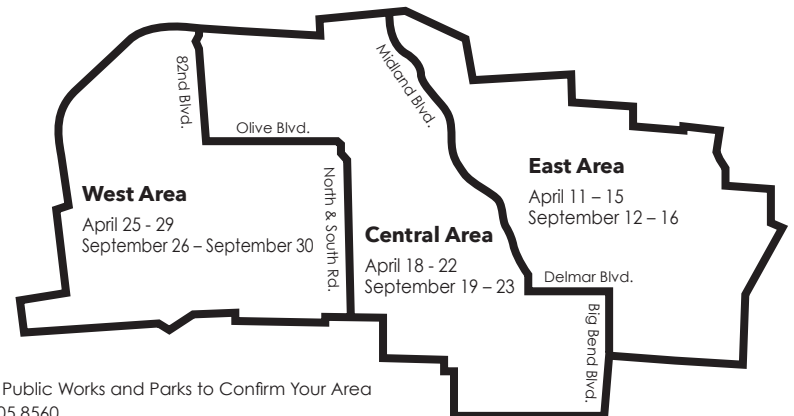 82nd Blvd.
Midland Blvd.
Olive Blvd.
North & South Rd.
West Area
April 25 - 29
September 26 – September 30
East Area
April 11 – 15
September 12 – 16
Central Area
April 18 - 22
September 19 – 23
Delmar Blvd.
Big Bend Blvd.
Public Works and Parks to Confirm Your Area
05.8560